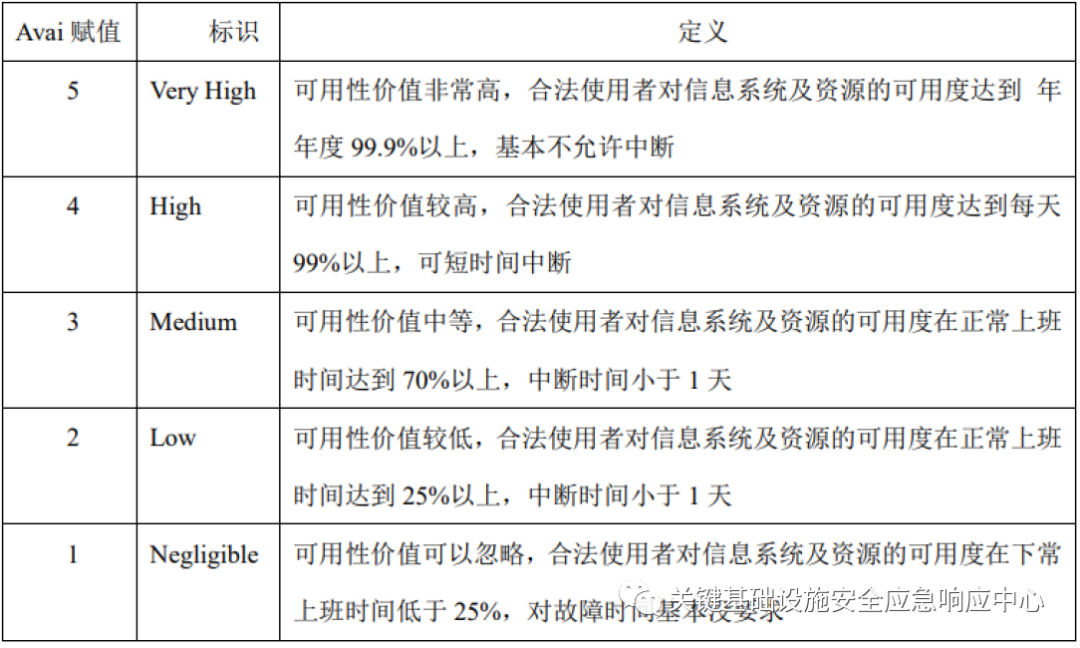 Avai 赋值 标识 定义
5 Very High 可用性价值非常高，合法使用者对信息系统及资源的可用度达到 年
年度 99.9%以上，基本不允许中断
4 High 可用性价值较高，合法使用者对信息系统及资源的可用度达到每天
99%以上，可短时间中断
3 Medium 可用性价值中等，合法使用者对信息系统及资源的可用度在正常上班
时间达到 70%以上，中断时间小于 1 天
2 Low 可用性价值较低，合法使用者对信息系统及资源的可用度在正常上班
时间达到 25%以上，中断时间小于 1 天
1 Negligible 可用性价值可以忽略，合法使用者对信息系统及资源的可用度在下常
上班时间低于 25%，对故障时间基本没要求
关键基础设施安全应急响应中心